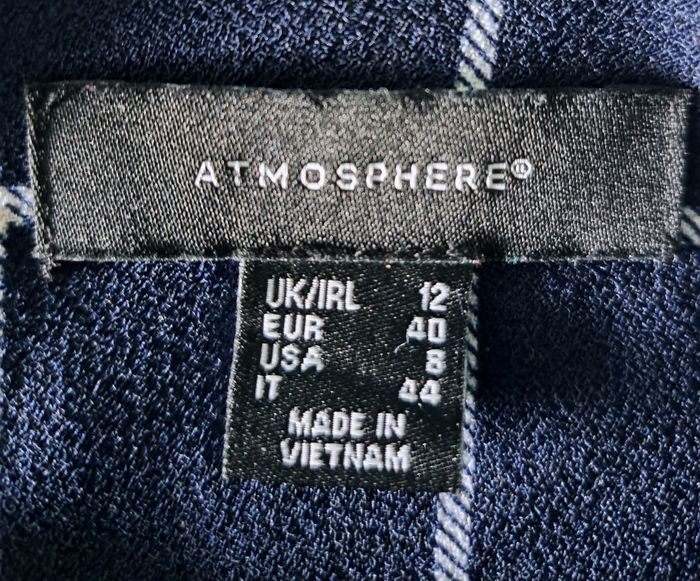 ATMOSPHERE®
UK/IRL 12
EUR 40
USA 8
IT 44
MADE IN
VIETNAM